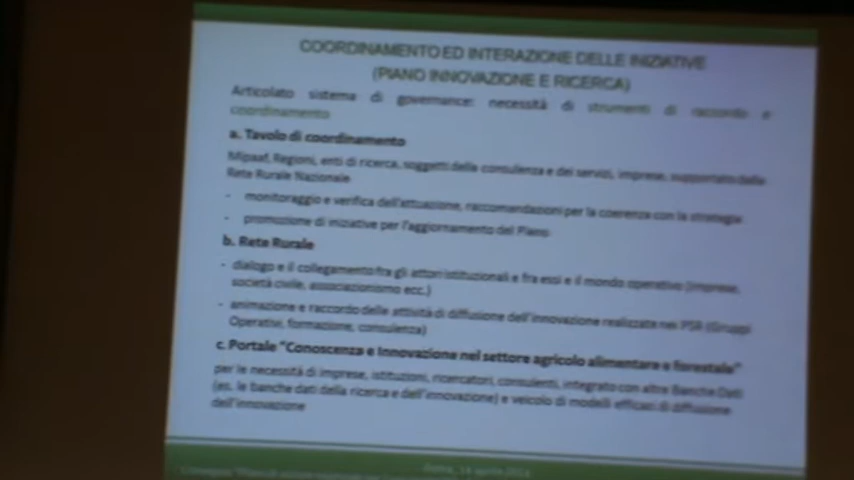 COORDINAMENTO ED INTERAZIONE DELLE INIZIATIVE
(PIANO INNOVAZIONE E RICERCA)
Articolato sistema di governance: necessità di strumenti di raccordo e
coordinamento
a. Tavolo di coordinamento
Mipaaf, Regioni, enti di ricerca, soggetti della consulenza e dei servizi, imprese, supportato dalla
Rete Rurale Nazionale
- monitoraggio e verifica dell'attuazione, raccomandazioni per la coerenza con la strategia
- promozione di iniziative per l'aggiornamento del Piano
b. Rete Rurale
- dialogo e il collegamento fra gli attori istituzionali e fra essi e il mondo operativo (imprese,
società civile, associazionismo ecc.)
- animazione e raccordo delle attività di diffusione dell'innovazione realizzate nei PSR (Gruppi
Operativi, formazione, consulenza)
c. Portale "Conoscenza e Innovazione nel settore agricolo alimentare e forestale"
per le necessità di imprese, istituzioni, ricercatori, consulenti, integrato con altre Banche Dati
(es. le banche dati della ricerca e dell'innovazione) e veicolo di modelli efficaci di diffusione
dell'innovazione